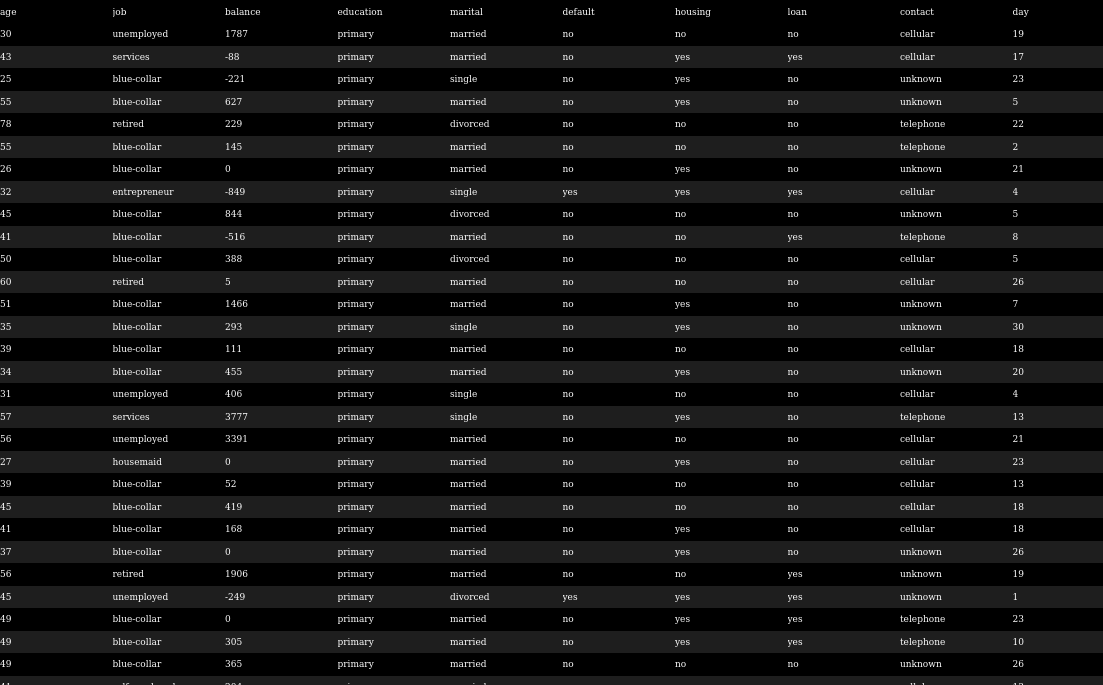 age job balance education marital default housing loan contact day
30 unemployed 1787 primary married no no no cellular 19
43 services -88 primary married no yes yes cellular 17
25 blue-collar -221 primary single no yes no unknown 23
55 blue-collar 627 primary married no yes no unknown 5
78 retired 229 primary divorced no no no telephone 22
55 blue-collar 145 primary married no no no telephone 2
26 blue-collar 0 primary married no yes no unknown 21
32 entrepreneur -849 primary single yes yes yes cellular 4
45 blue-collar 844 primary divorced no no no unknown 5
41 blue-collar -516 primary married no no yes telephone 8
50 blue-collar 388 primary divorced no no no cellular 5
60 retired 5 primary married no no no cellular 26
51 blue-collar 1466 primary married no yes no unknown 7
35 blue-collar 293 primary single no yes no unknown 30
39 blue-collar 111 primary married no no no cellular 18
34 blue-collar 455 primary married no yes no unknown 20
31 unemployed 406 primary single no no no cellular 4
57 services 3777 primary single no yes no telephone 13
56 unemployed 3391 primary married no no no cellular 21
27 housemaid 0 primary married no yes no cellular 23
39 blue-collar 52 primary married no no no cellular 13
45 blue-collar 419 primary married no no no cellular 18
41 blue-collar 168 primary married no yes no cellular 18
37 blue-collar 0 primary married no yes no unknown 26
56 retired 1906 primary married no no yes unknown 19
45 unemployed -249 primary divorced yes yes yes unknown 1
49 blue-collar 0 primary married no yes yes telephone 23
49 blue-collar 305 primary married no yes yes telephone 10
49 blue-collar 365 primary married no no no unknown 26